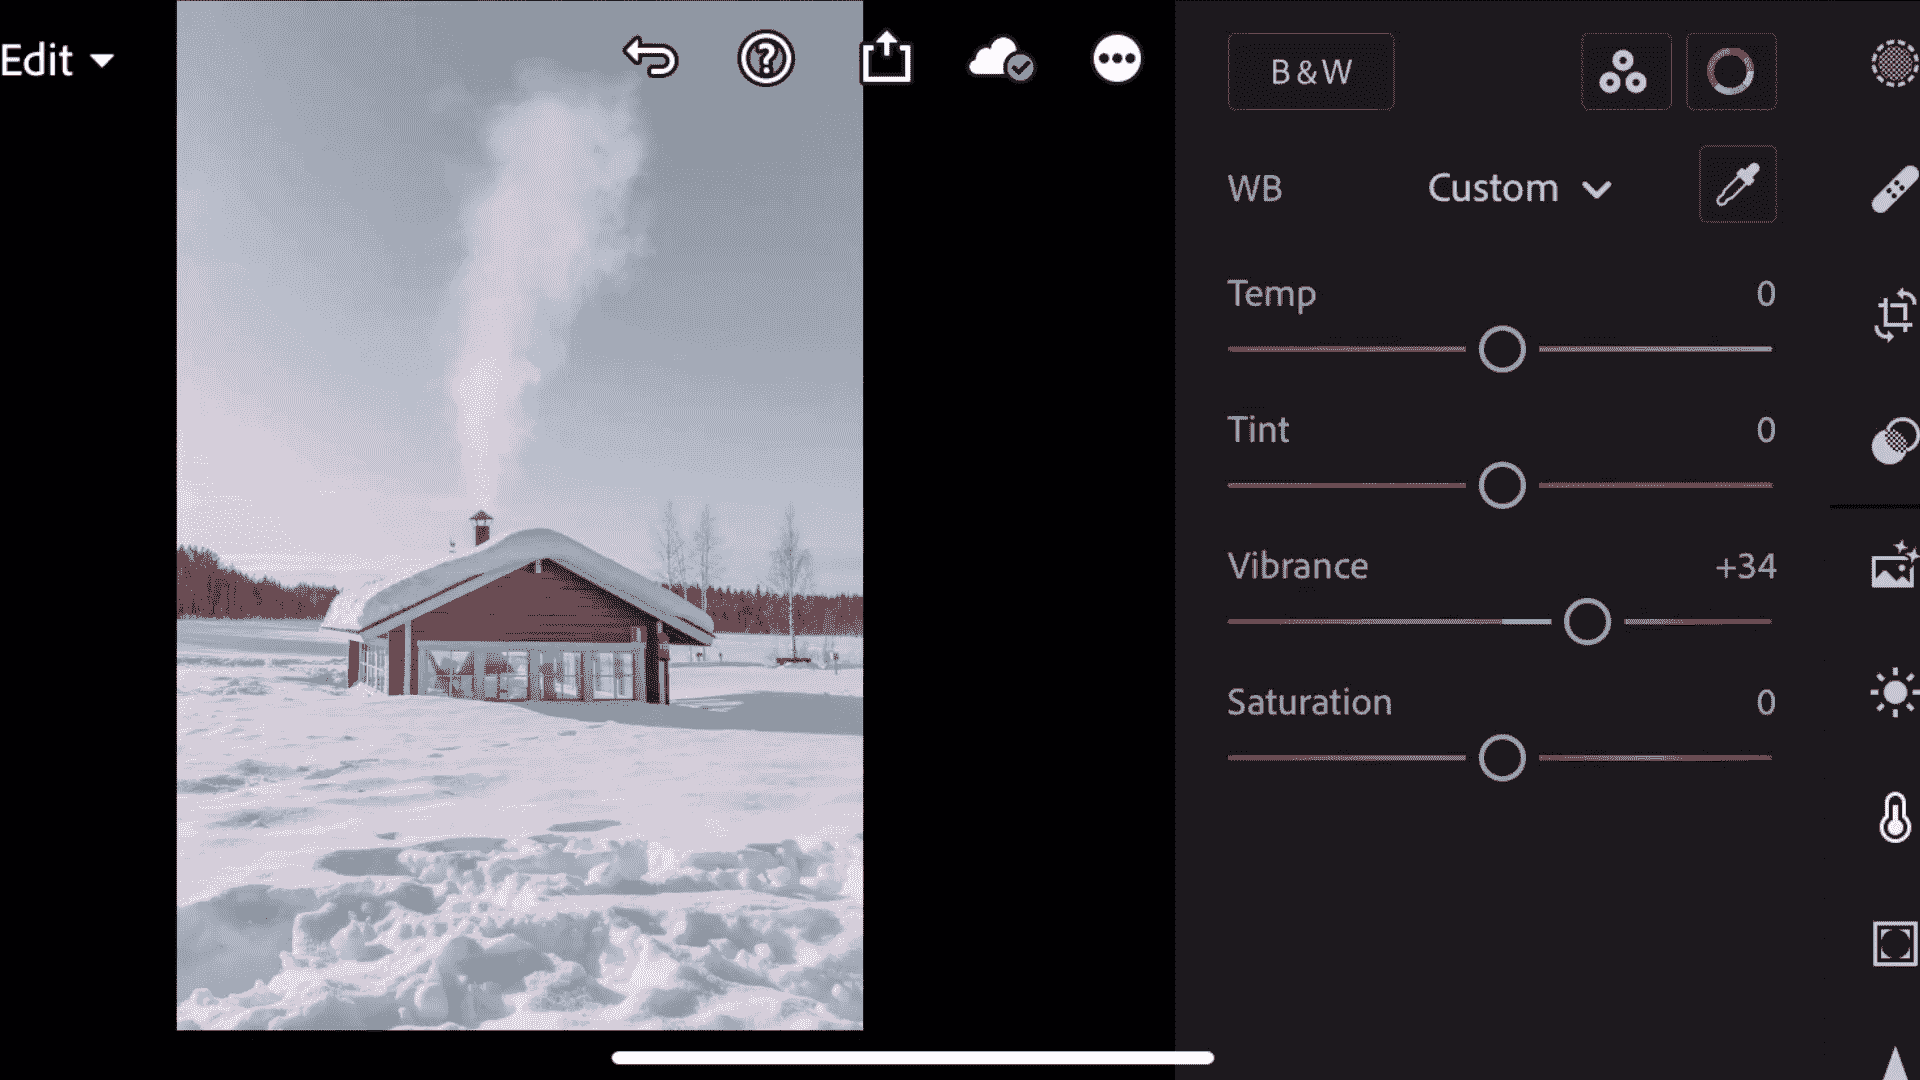 Edit
B&W
WB Custom
Temp 0
Tint 0
Vibrance +34
Saturation 0